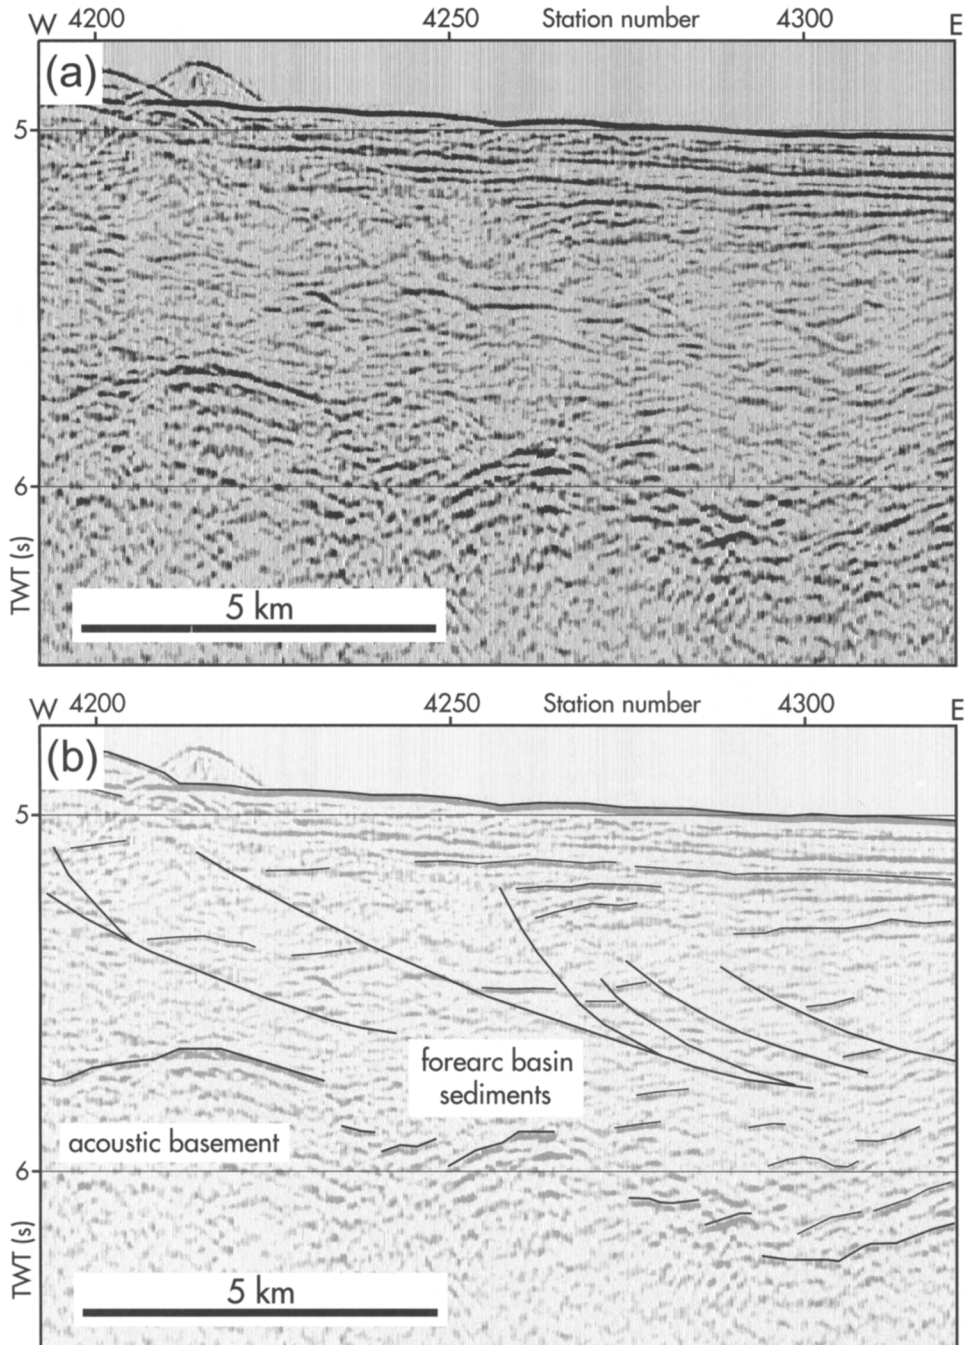 W 4200 4250 Station number 4300 E
(a)
5
6
TWT (s)
5 km
W 4200 4250 Station number 4300 E
(b)
5
forearc basin
sediments
acoustic basement
6
TWT (s)
5 km